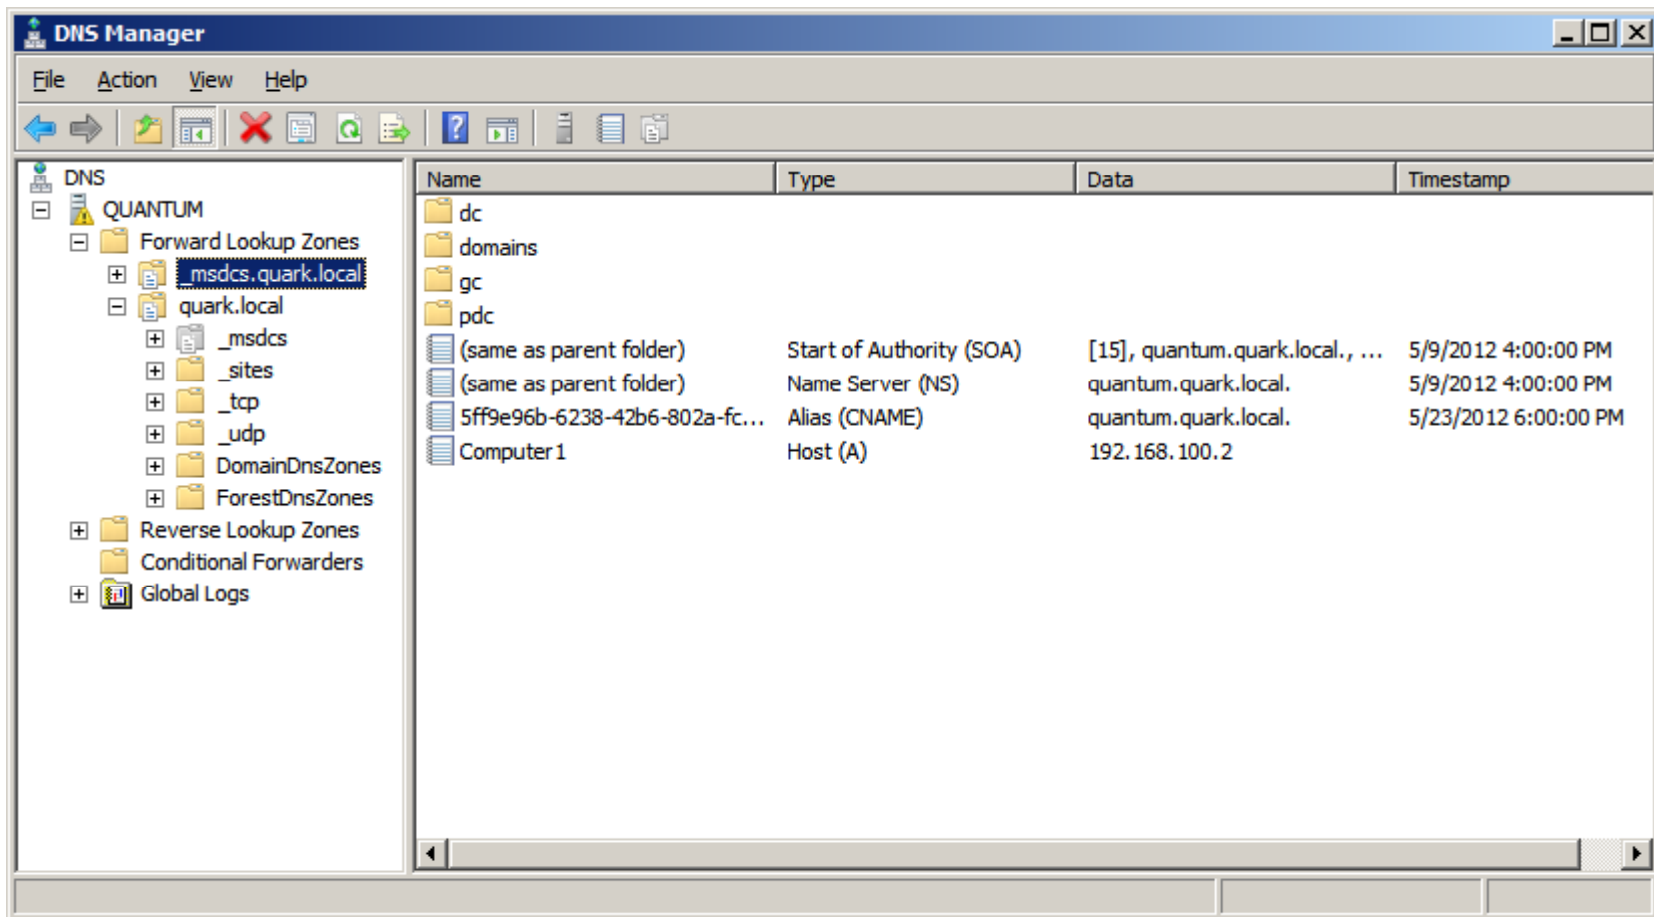 DNS Manager
File Action View Help
DNS
QUANTUM
Forward Lookup Zones
_msdcs.quark.local
quark.local
_msdcs
_sites
_tcp
_udp
DomainDnsZones
ForestDnsZones
Reverse Lookup Zones
Conditional Forwarders
Global Logs
Name Type Data Timestamp
dc
domains
gc
pdc
(same as parent folder) Start of Authority (SOA) [15], quantum.quark.local., ... 5/9/2012 4:00:00 PM
(same as parent folder) Name Server (NS) quantum.quark.local. 5/9/2012 4:00:00 PM
5ff9e96b-6238-42b6-802a-fc... Alias (CNAME) quantum.quark.local. 5/23/2012 6:00:00 PM
Computer1 Host (A) 192.168.100.2